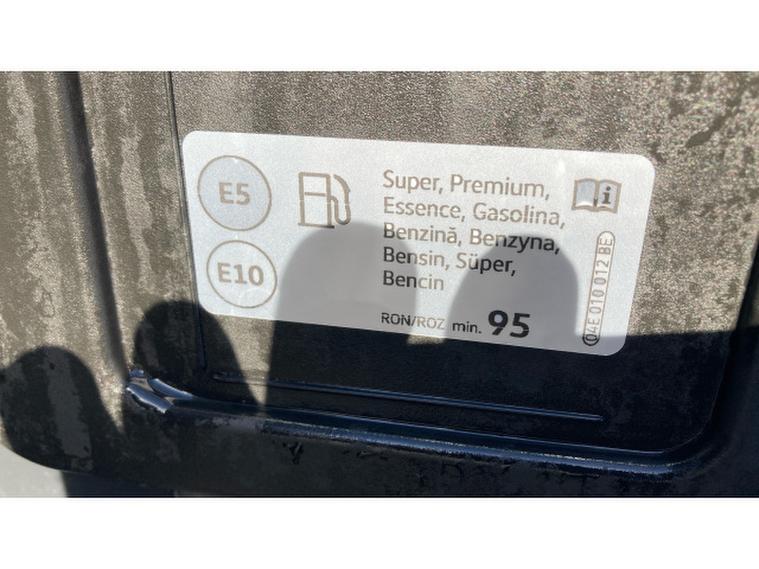 E5
E10
Super, Premium,
Essence, Gasolina,
Benzină, Benzyna,
Bensin, Süper,
Bencin
RON/ROZ min. 95
i
04E 010 012 BE